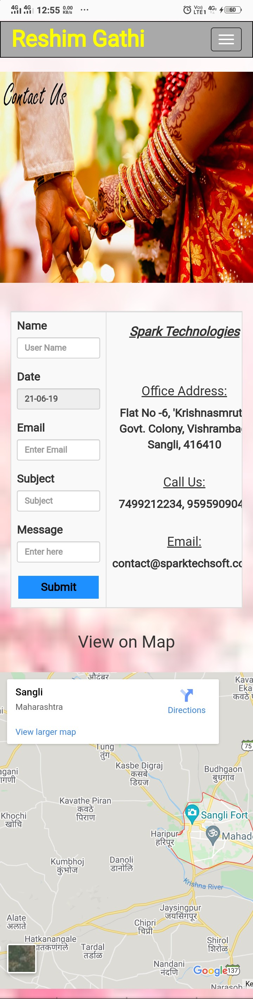 4G 4G 12:55 0.00 KB/s ... Vo)) LTE1 4G2 60
Reshim Gathi
Contact Us
Name
User Name
Date
21-06-19
Email
Enter Email
Subject
Subject
Message
Enter here
Submit
Spark Technologies
Office Address:
Flat No -6, 'Krishnasmrut
Govt. Colony, Vishramba
Sangli, 416410
Call Us:
7499212234, 959590904
Email:
contact@sparktechsoft.co
View on Map
औदुंबर
Sangli
Maharashtra
Directions
View larger map
Kava
Eka
कवठे
75
Tung
तुंग
Kasbe Digraj
कसबे
डिग्रज
Budhgaon
बुधगांव
agani
गणी
Kavathe Piran
कवठे
पिराण
Khochi
खोचि
Sangli Fort
Haripur
हरिपूर
Mahad
Kumbhoj
कुंभोज
Danoli
डानोलि
Krishna River
Jaysingpur
जयसिंगपूर
Alate
अलाते
Chipri
चिप्री
Hatkanangale
हातकणंगले
Tardal
तर्डाळ
Shirol
शिरोळ
Nandani
नंदणि
Google
137
Ke
Narasob